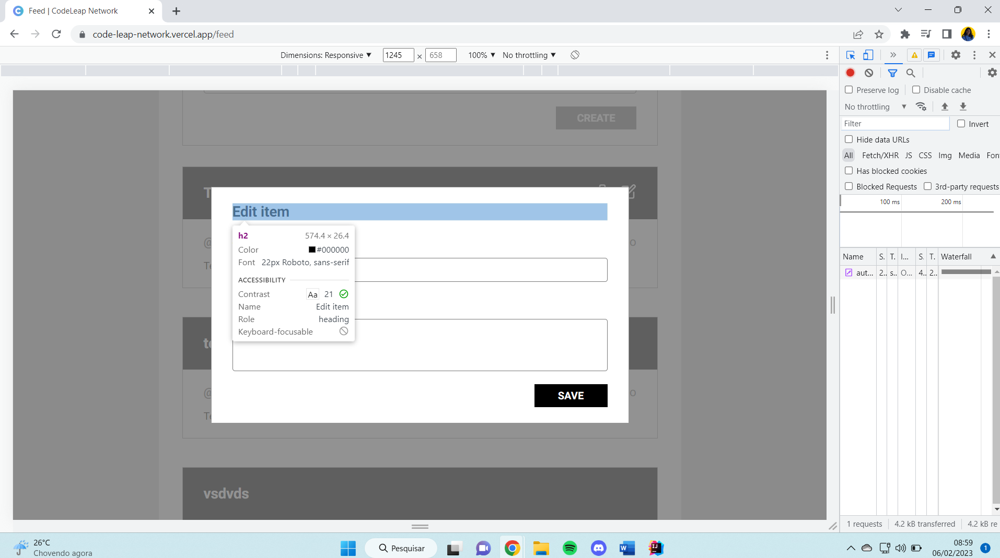 Feed | CodeLeap Network
code-leap-network.vercel.app/feed
Dimensions: Responsive ▼ 1245 × 658 100% ▼ No throttling ▼
CREATE
Edit item
h2 574.4 × 26.4
Color #000000
Font 22px Roboto, sans-serif
ACCESSIBILITY
Contrast Aa 21
Name Edit item
Role heading
Keyboard-focusable
SAVE
vsdvds
Preserve log Disable cache
No throttling ▼
Filter Invert
Hide data URLs
All Fetch/XHR JS CSS Img Media Fon
Has blocked cookies
Blocked Requests 3rd-party requests
100 ms 200 ms
Name S. T. I... S. T. Waterfall ▲
aut... 2.. s.. O... 4.. 2..
1 requests 4.2 kB transferred 4.2 kB re
26°C
Chovendo agora
Pesquisar
08:59
06/02/2023 1